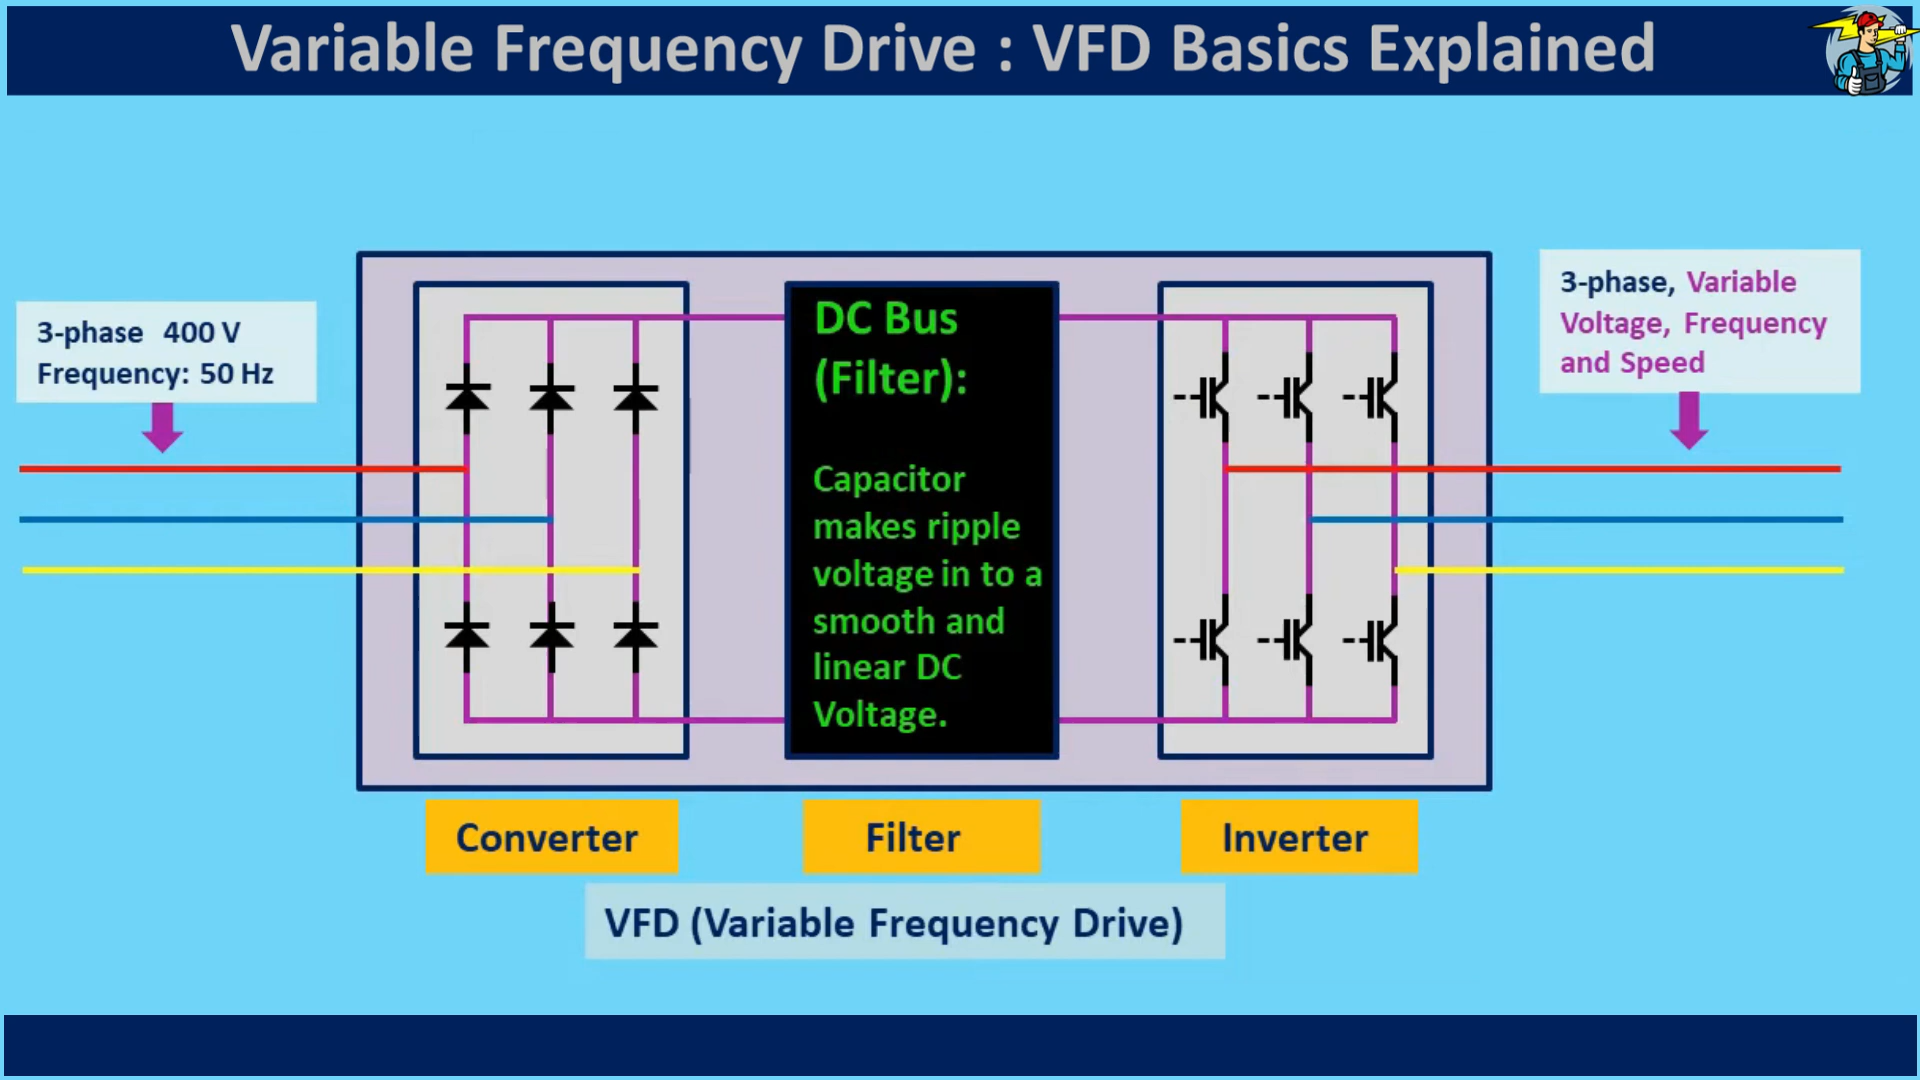 Variable Frequency Drive : VFD Basics Explained
3-phase 400 V
Frequency: 50 Hz
DC Bus
(Filter):
Capacitor
makes ripple
voltage in to a
smooth and
linear DC
Voltage.
3-phase, Variable
Voltage, Frequency
and Speed
Converter
Filter
Inverter
VFD (Variable Frequency Drive)